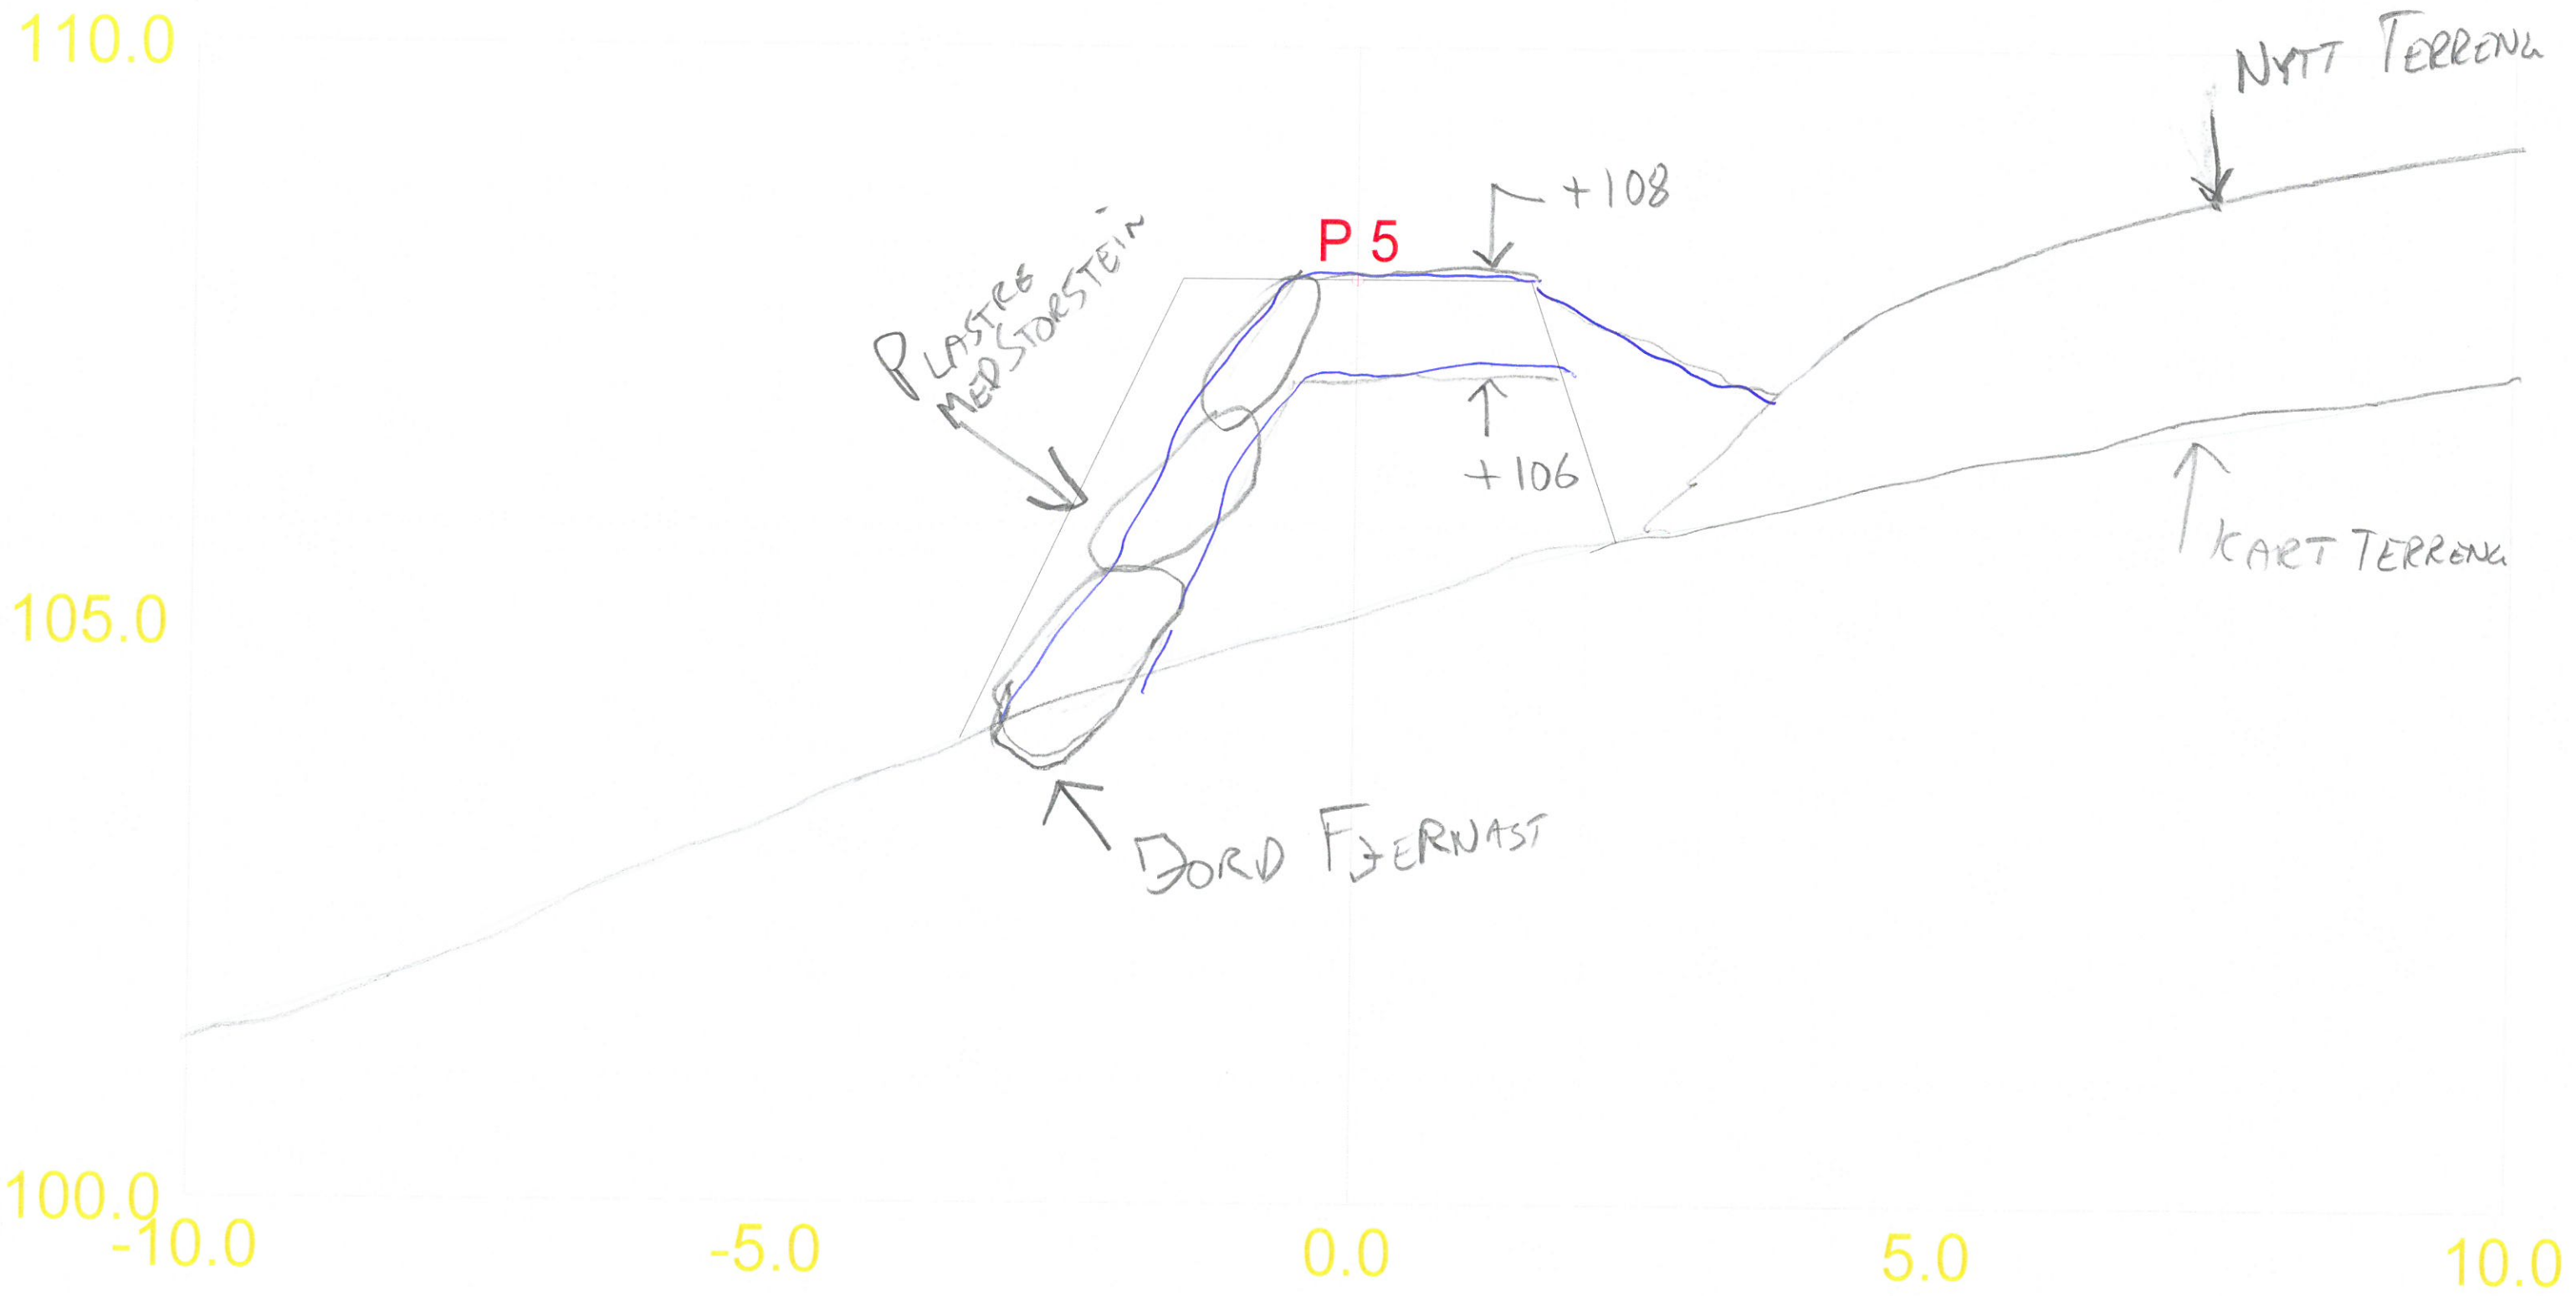 110.0
NYTT TERRENG
+108
P 5
PLASTRE
MED STORSTEIN
+106
KART TERRENG
105.0
JORD FJERNAST
100.0
-10.0
-5.0
0.0
5.0
10.0